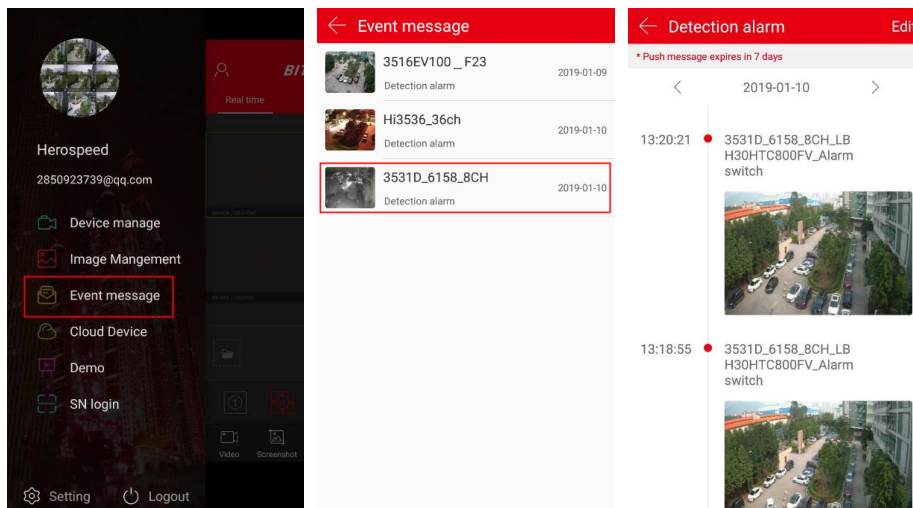 Herospeed
2850923739@qq.com
Device manage
Image Mangement
Event message
Cloud Device
Demo
SN login
Setting
Logout
Real time
Video
Screenshot
Event message
3516EV100 _ F23
Detection alarm
2019-01-09
Hi3536_36ch
Detection alarm
2019-01-10
3531D_6158_8CH
Detection alarm
2019-01-10
Detection alarm
* Push message expires in 7 days
2019-01-10
13:20:21
3531D_6158_8CH_LB
H30HTC800FV_Alarm
switch
13:18:55
3531D_6158_8CH_LB
H30HTC800FV_Alarm
switch